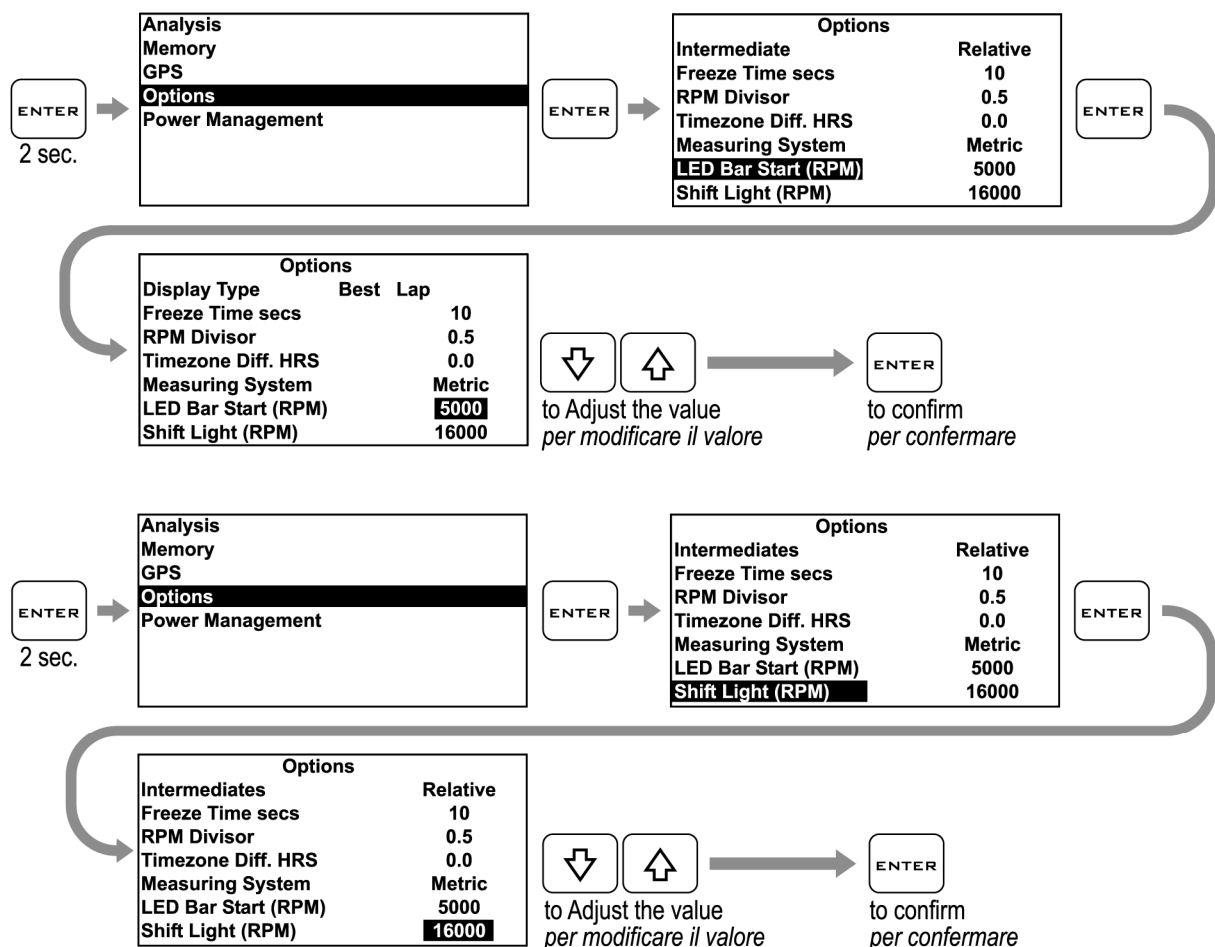 ENTER
2 sec.
Analysis
Memory
GPS
Options
Power Management
ENTER
Options
Intermediate Relative
Freeze Time secs 10
RPM Divisor 0.5
Timezone Diff. HRS 0.0
Measuring System Metric
LED Bar Start (RPM) 5000
Shift Light (RPM) 16000
ENTER
Options
Display Type Best Lap
Freeze Time secs 10
RPM Divisor 0.5
Timezone Diff. HRS 0.0
Measuring System Metric
LED Bar Start (RPM) 5000
Shift Light (RPM) 16000
to Adjust the value
per modificare il valore
ENTER
to confirm
per confermare
ENTER
2 sec.
Analysis
Memory
GPS
Options
Power Management
ENTER
Options
Intermediates Relative
Freeze Time secs 10
RPM Divisor 0.5
Timezone Diff. HRS 0.0
Measuring System Metric
LED Bar Start (RPM) 5000
Shift Light (RPM) 16000
ENTER
Options
Intermediates Relative
Freeze Time secs 10
RPM Divisor 0.5
Timezone Diff. HRS 0.0
Measuring System Metric
LED Bar Start (RPM) 5000
Shift Light (RPM) 16000
to Adjust the value
per modificare il valore
ENTER
to confirm
per confermare